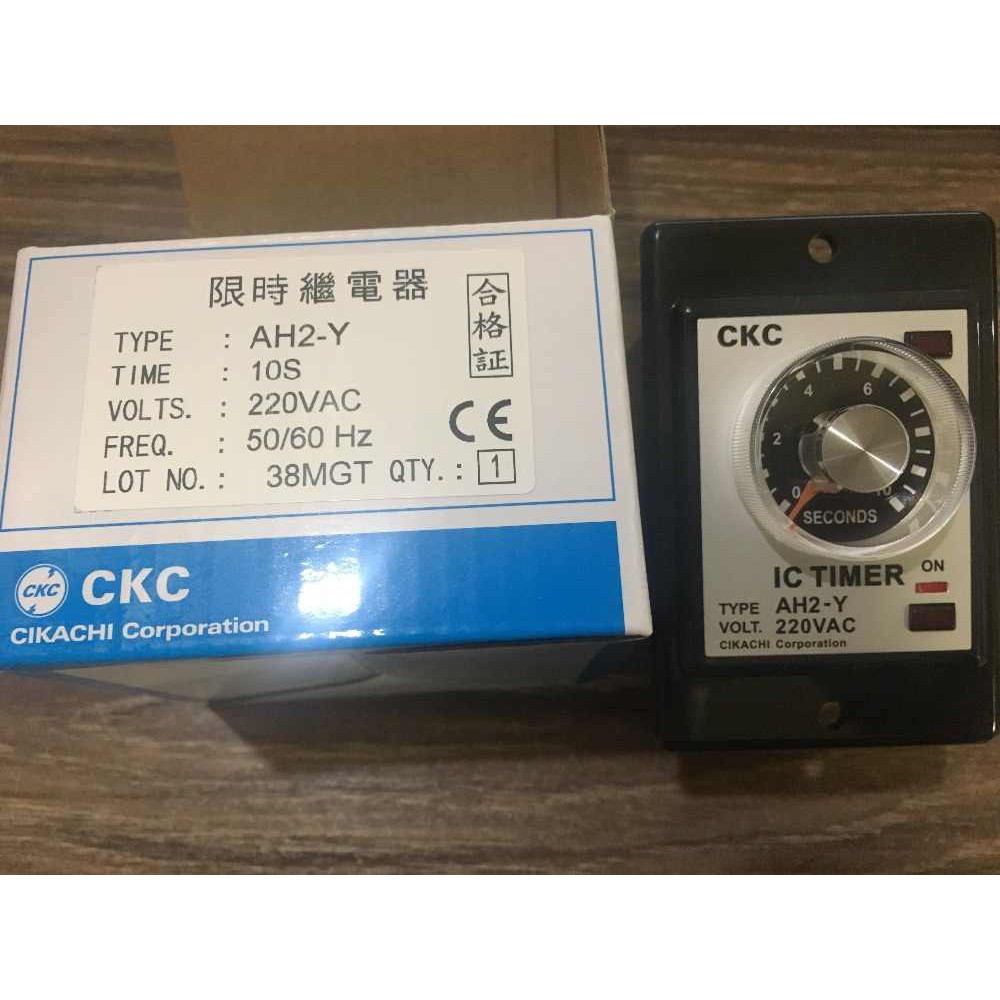 限時繼電器
合格証
TYPE : AH2-Y
TIME : 10S
VOLTS. : 220VAC
FREQ. : 50/60 Hz
LOT NO. : 38MGT QTY. : 1
CE
CKC CKC
CIKACHI Corporation
CKC
0 2 4 6 10
SECONDS
ON
IC TIMER
TYPE AH2-Y
VOLT. 220VAC
CIKACHI Corporation